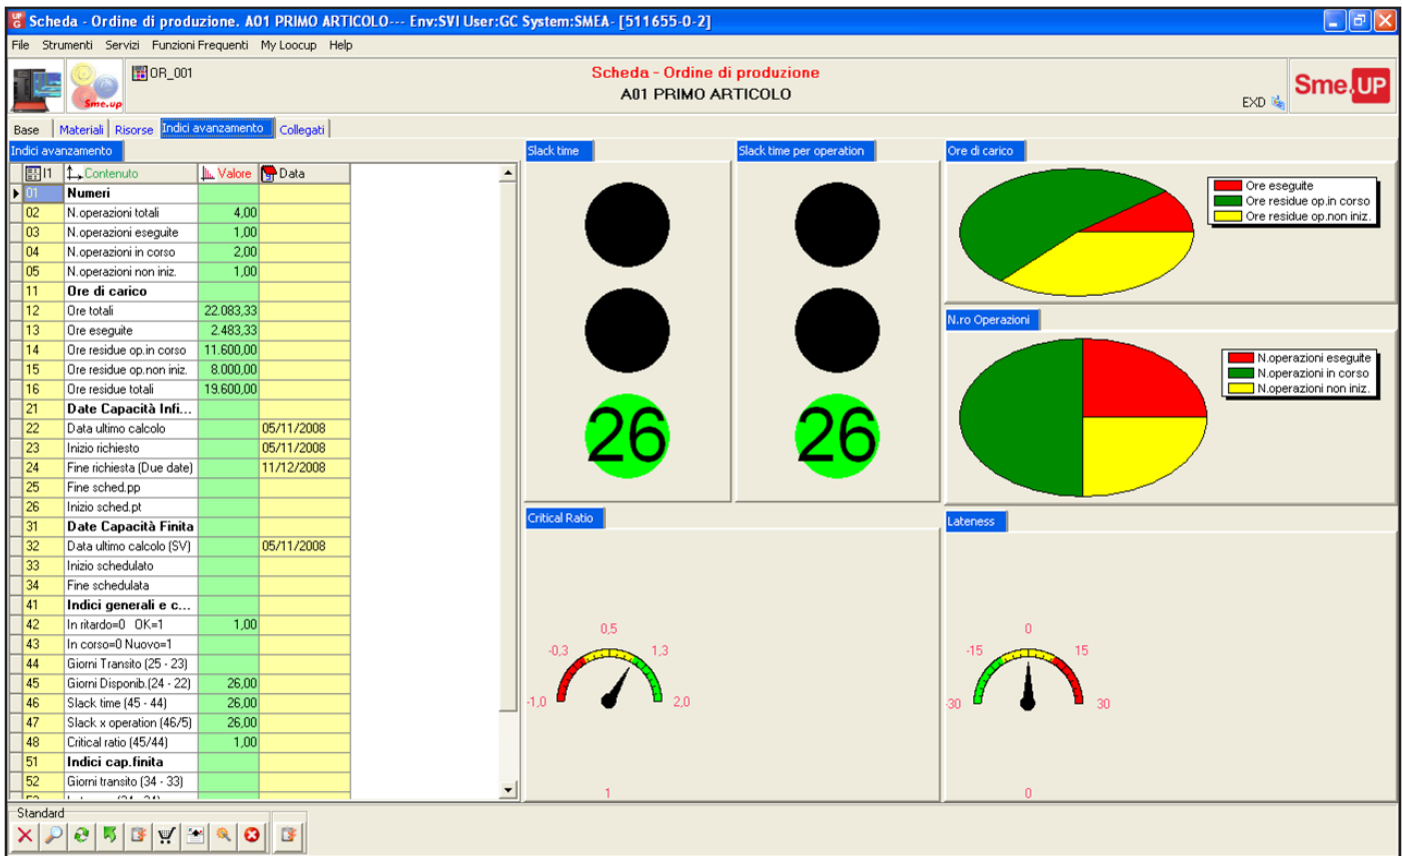 Scheda - Ordine di produzione. A01 PRIMO ARTICOLO--- Env:SVI User:GC System:SMEA- [511655-0-2]
File Strumenti Servizi Funzioni Frequenti My Loocup Help
Sme.up
OR_001
Scheda - Ordine di produzione
A01 PRIMO ARTICOLO
EXD
Sme.UP
Base Materiali Risorse Indici avanzamento Collegati
Indici avanzamento
I1 Contenuto Valore Data
01 Numeri
02 N.operazioni totali 4,00
03 N.operazioni eseguite 1,00
04 N.operazioni in corso 2,00
05 N.operazioni non iniz. 1,00
11 Ore di carico
12 Ore totali 22.083,33
13 Ore eseguite 2.483,33
14 Ore residue op.in corso 11.600,00
15 Ore residue op.non iniz. 8.000,00
16 Ore residue totali 19.600,00
21 Date Capacità Infi...
22 Data ultimo calcolo 05/11/2008
23 Inizio richiesto 05/11/2008
24 Fine richiesta (Due date) 11/12/2008
25 Fine sched.pp
26 Inizio sched.pt
31 Date Capacità Finita
32 Data ultimo calcolo (SV) 05/11/2008
33 Inizio schedulato
34 Fine schedulata
41 Indici generali e c...
42 In ritardo=0 OK=1 1,00
43 In corso=0 Nuovo=1
44 Giorni Transito (25 - 23)
45 Giorni Disponib.(24 - 22) 26,00
46 Slack time (45 - 44) 26,00
47 Slack x operation (46/5) 26,00
48 Critical ratio (45/44) 1,00
51 Indici cap.finita
52 Giorni transito (34 - 33)
Slack time
26
Slack time per operation
26
Ore di carico
Ore eseguite
Ore residue op.in corso
Ore residue op.non iniz.
N.ro Operazioni
N.operazioni eseguite
N.operazioni in corso
N.operazioni non iniz.
Critical Ratio
0,5
-0,3 1,3
-1,0 2,0
1
Lateness
0
-15 15
-30 30
0
Standard